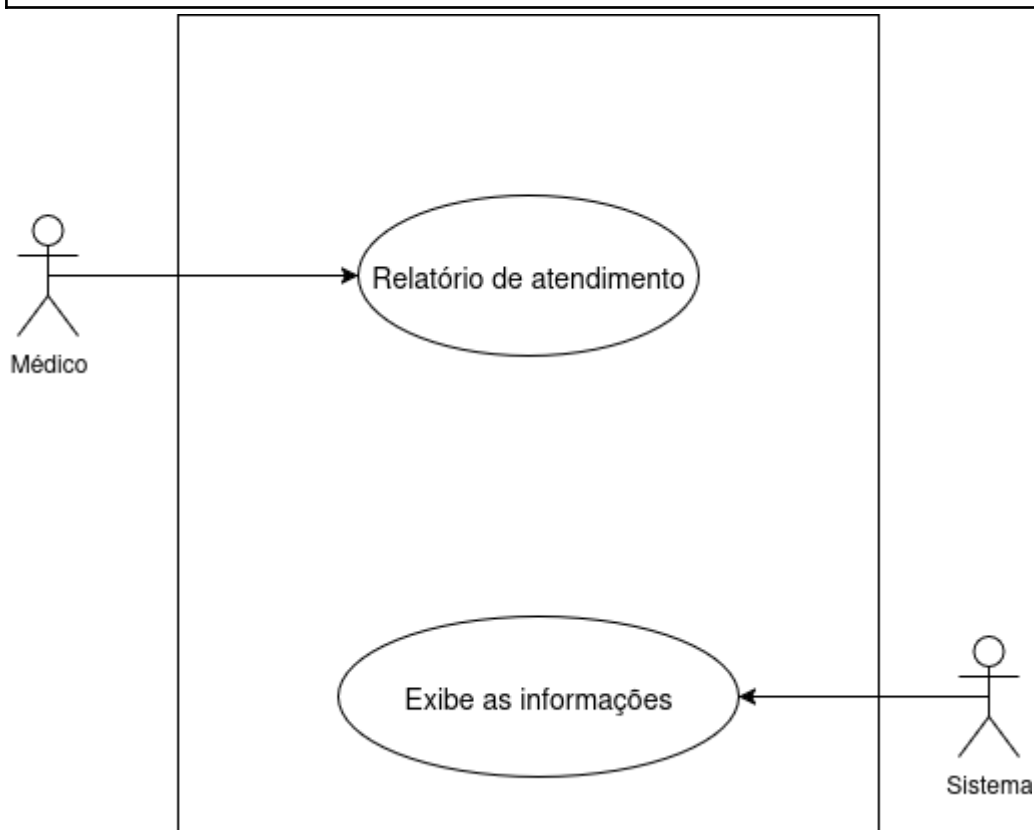 Relatório de atendimento
Médico
Exibe as informações
Sistema